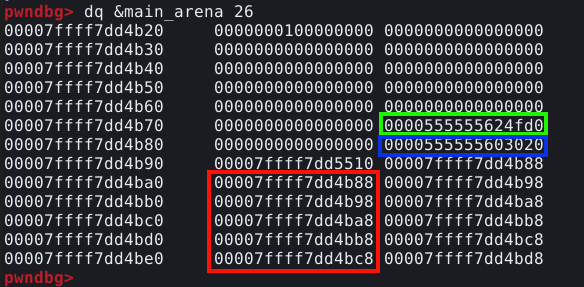 pwndbg> dq &main_arena 26
00007ffff7dd4b20 0000000100000000 0000000000000000
00007ffff7dd4b30 0000000000000000 0000000000000000
00007ffff7dd4b40 0000000000000000 0000000000000000
00007ffff7dd4b50 0000000000000000 0000000000000000
00007ffff7dd4b60 0000000000000000 0000000000000000
00007ffff7dd4b70 0000000000000000 0000555555624fd0
00007ffff7dd4b80 0000000000000000 0000555555603020
00007ffff7dd4b90 00007ffff7dd5510 00007ffff7dd4b88
00007ffff7dd4ba0 00007ffff7dd4b88 00007ffff7dd4b98
00007ffff7dd4bb0 00007ffff7dd4b98 00007ffff7dd4ba8
00007ffff7dd4bc0 00007ffff7dd4ba8 00007ffff7dd4bb8
00007ffff7dd4bd0 00007ffff7dd4bb8 00007ffff7dd4bc8
00007ffff7dd4be0 00007ffff7dd4bc8 00007ffff7dd4bd8
pwndbg>